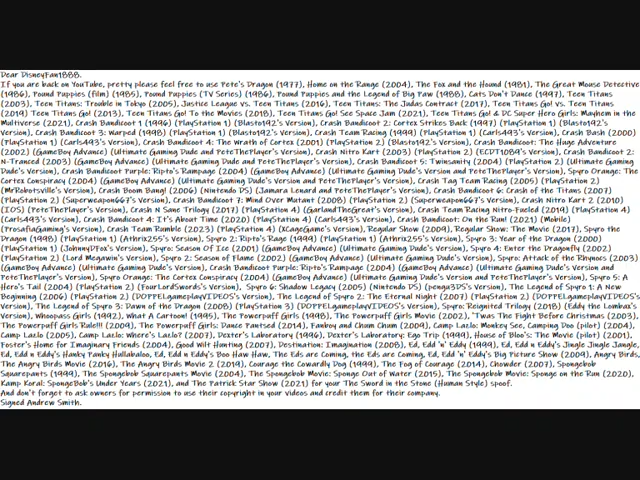 Dear DisneyFan1888.
If you are back on YouTube, pretty please feel free to use Pete's Dragon (1977), Home on the Range (2004), The Fox and the Hound (1981), The Great Mouse Detective
(1986), Pound Puppies (film) (1985), Pound Puppies (TV Series) (1986), Pound Puppies and the Legend of Big Paw (1988), Cats Don't Dance (1997), Teen Titans
(2003), Teen Titans: Trouble in Tokyo (2005), Justice League vs. Teen Titans (2016), Teen Titans: The Judas Contract (2017), Teen Titans Go! vs. Teen Titans
(2019) Teen Titans Go! (2013), Teen Titans Go! To the Movies (2018), Teen Titans Go! See Space Jam (2021), Teen Titans Go! & DC Super Hero Girls: Mayhem in the
Multiverse (2021), Crash Bandicoot 1 (1996) (PlayStation 1) (Blasto192's Version), Crash Bandicoot 2: Cortex Strikes Back (1997) (PlayStation 1) (Blasto192's
version), Crash Bandicoot 3: Warped (1998) (PlayStation 1) (Blasto192's version), Crash Team Racing (1999) (PlayStation 1) (Carls493's version), Crash Bash (2000)
(PlayStation 1) (Carls493's Version), Crash Bandicoot 4: The Wrath of Cortex (2001) (PlayStation 2) (Blasto192's Version), Crash Bandicoot: The Huge Adventure
(2002) (GameBoy Advance) (Ultimate Gaming Dude and PeteThePlayer's Version), Crash Nitro Kart (2003) (PlayStation 2) (ECDT1089's Version), Crash Bandicoot 2:
N-Tranced (2003) (GameBoy Advance) (Ultimate Gaming Dude and PeteThePlayer's Version), Crash Bandicoot 5: Twinsanity (2004) (PlayStation 2) (Ultimate Gaming
Dude's version), Crash Bandicoot Purple: Ripto's Rampage (2004) (GameBoy Advance) (Ultimate Gaming Dude's Version and PeteThePlayer's Version), Spyro Orange: The
Cortex Conspiracy (2004) (GameBoy Advance) (Ultimate Gaming Dude's Version and PeteThePlayer's Version), Crash Tag Team Racing (2005) (PlayStation 2)
(MrRobotsville's Version), Crash Boom Bang! (2006) (Nintendo DS) (Jamara Lenard and PeteThePlayer's Version), Crash Bandicoot 6: Crash of the Titans (2007)
(PlayStation 2) (Superweapon667's Version), Crash Bandicoot 7: Mind Over Mutant (2008) (PlayStation 2) (Superweapon667's Version), Crash Nitro Kart 2 (2010)
(IOS) (PetePlayer's Version), Crash N Sane Trilogy (2017) (PlayStation 4) (GarlandTheGreat's Version), Crash Team Racing Nitro-Fueled (2019) (PlayStation 4)
(Carls493's Version), Crash Bandicoot 4: It's About Time (2020) (PlayStation 4) (Carls493's Version), Crash Bandicoot: On the Run! (2021) (Mobile)
(ProsafiaGaming's Version), Crash Team Rumble (2023) (PlayStation 4) (XCageGame's Version), Regular Show (2009), Regular Show: The Movie (2017), Spyro the
Dragon (1998) (PlayStation 1) (Athrix255's Version), Spyro 2: Ripto's Rage (1999) (PlayStation 1) (Athrix255's Version), Spyro 3: Year of the Dragon (2000)
(PlayStation 1) (JohnnyDFox's Version), Spyro: Season Of Ice (2001) (GameBoy Advance) (Ultimate Gaming Dude's version), Spyro 4: Enter the Dragonfly (2002)
(PlayStation 2) (Lord Megawin's Version), Spyro 2: Season of Flame (2002) (GameBoy Advance) (Ultimate Gaming Dude's Version), Spyro: Attack of the Rhynocs (2003)
(GameBoy Advance) (Ultimate Gaming Dude's Version), Crash Bandicoot Purple: Ripto's Rampage (2004) (GameBoy Advance) (Ultimate Gaming Dude's Version and
PeteThePlayer's Version), Spyro Orange: The Cortex Conspiracy (2004) (GameBoy Advance) (Ultimate Gaming Dude's Version and PeteThePlayer's Version), Spyro 5: A
Hero's Tail (2004) (PlayStation 2) (FourLordSwords's Version), Spyro 6: Shadow Legacy (2005) (Nintendo DS) (penga3DS's Version), The Legend of Spyro 1: A New
Beginning (2006) (PlayStation 2) (DOPPELgameplayVIDEOS's Version), The Legend of Spyro 2: The Eternal Night (2007) (PlayStation 2) (DOPPELgameplayVIDEOS's
Version), The Legend of Spyro 3: Dawn of the Dragon (2008) (PlayStation 3) (DOPPELgameplayVIDEOS's Version), Spyro: Reignited Trilogy (2018) (Eddy the Lombax's
Version), Whoopass Girls (1992), What A Cartoon! (1995), The Powerpuff Girls (1998), The Powerpuff Girls Movie (2002), 'Twas The Fight Before Christmas (2003),
The Powerpuff Girls Rule!!! (2009), The Powerpuff Girls: Dance Pantsed (2014), Fanboy and Chum Chum (2009), Camp Lazlo: Monkey See, Camping Doo (pilot) (2004),
Camp Lazlo (2005), Camp Lazlo: Where's Lazlo? (2007), Dexter's Laboratory (1996), Dexter's Laboratory: Ego Trip (1999), House of Bloo's: The Movie (pilot) (2001),
Foster's Home for Imaginary Friends (2004), Good Wilt Hunting (2007), Destination: Imagination (2008), Ed, Edd 'n' Eddy (1999), Ed, Edd n Eddy's Jingle Jingle Jangle,
Ed, Edd n Eddy's Hanky Panky Hullabaloo, Ed, Edd n Eddy's Boo Haw Haw, The Eds are Coming, the Eds are Coming, Ed, Edd 'n' Eddy's Big Picture Show (2009), Angry Birds,
The Angry Birds Movie (2016), The Angry Birds Movie 2 (2019), Courage the Cowardly Dog (1999), The Fog of Courage (2014), Chowder (2007), Spongebob
Squarepants (1999), The Spongebob Squarepants Movie (2004), The Spongebob Movie: Sponge Out of Water (2015), The Spongebob Movie: Sponge on the Run (2020),
Kamp Koral: SpongeBob's Under Years (2021), and The Patrick Star Show (2021) for your The Sword in the Stone (Human Style) spoof.
And don't forget to ask owners for permission to use their copyright in your videos and credit them for their company.
Signed Andrew Smith.